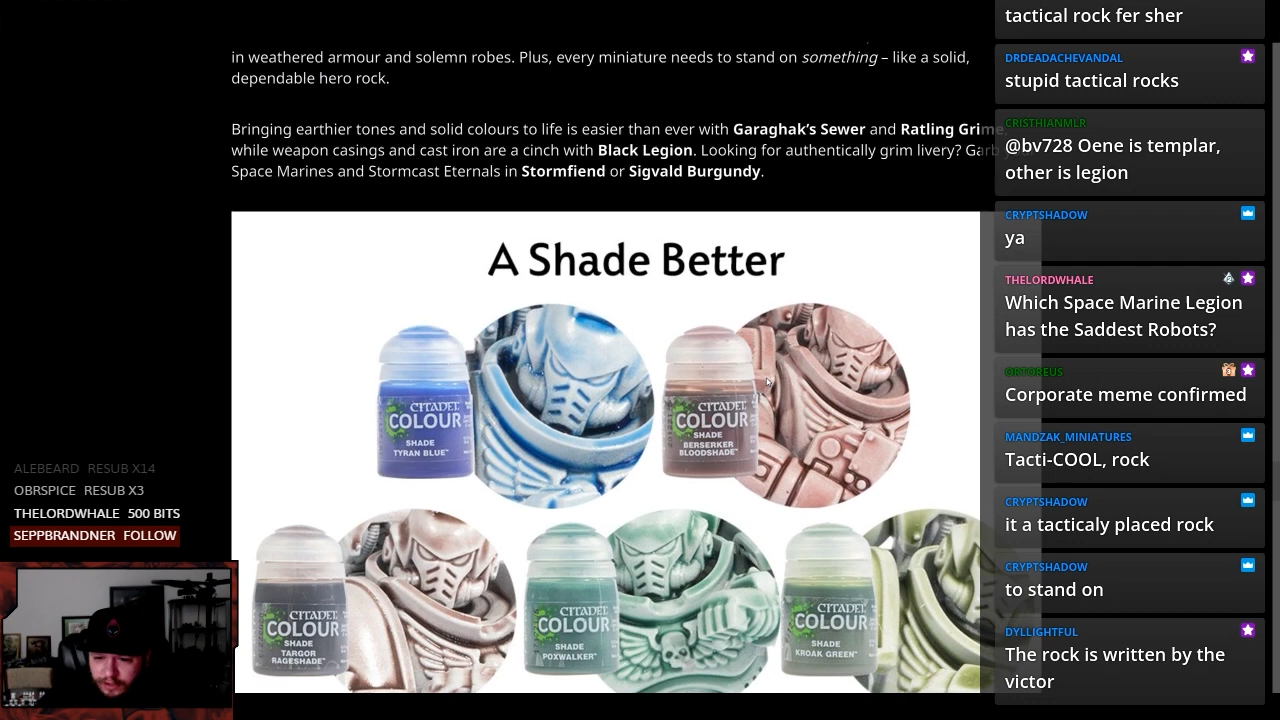 in weathered armour and solemn robes. Plus, every miniature needs to stand on something – like a solid,
dependable hero rock.
Bringing earthier tones and solid colours to life is easier than ever with Garaghak's Sewer and Ratling Grime,
while weapon casings and cast iron are a cinch with Black Legion. Looking for authentically grim livery? Garb
Space Marines and Stormcast Eternals in Stormfiend or Sigvald Burgundy.
A Shade Better
CITADEL
COLOUR
SHADE
TYRAN BLUE™
CITADEL
COLOUR
SHADE
BERSERKER
BLOODSHADE™
CITADEL
COLOUR
SHADE
TARGOR
RAGESHADE™
CITADEL
COLOUR
SHADE
POXWALKER™
CITADEL
COLOUR
SHADE
KROAK GREEN™
ALEBEARD RESUB X14
OBRSPICE RESUB X3
THELORDWHALE 500 BITS
SEPPBRANDNER FOLLOW
tactical rock fer sher
DRDEADACHEVANDAL
stupid tactical rocks
CRISTHIANMLR
@bv728 Oene is templar,
other is legion
CRYPTSHADOW
ya
THELORDWHALE
Which Space Marine Legion
has the Saddest Robots?
ORTOREUS
Corporate meme confirmed
MANDZAK_MINIATURES
Tacti-COOL, rock
CRYPTSHADOW
it a tacticaly placed rock
CRYPTSHADOW
to stand on
DYLLIGHTFUL
The rock is written by the
victor